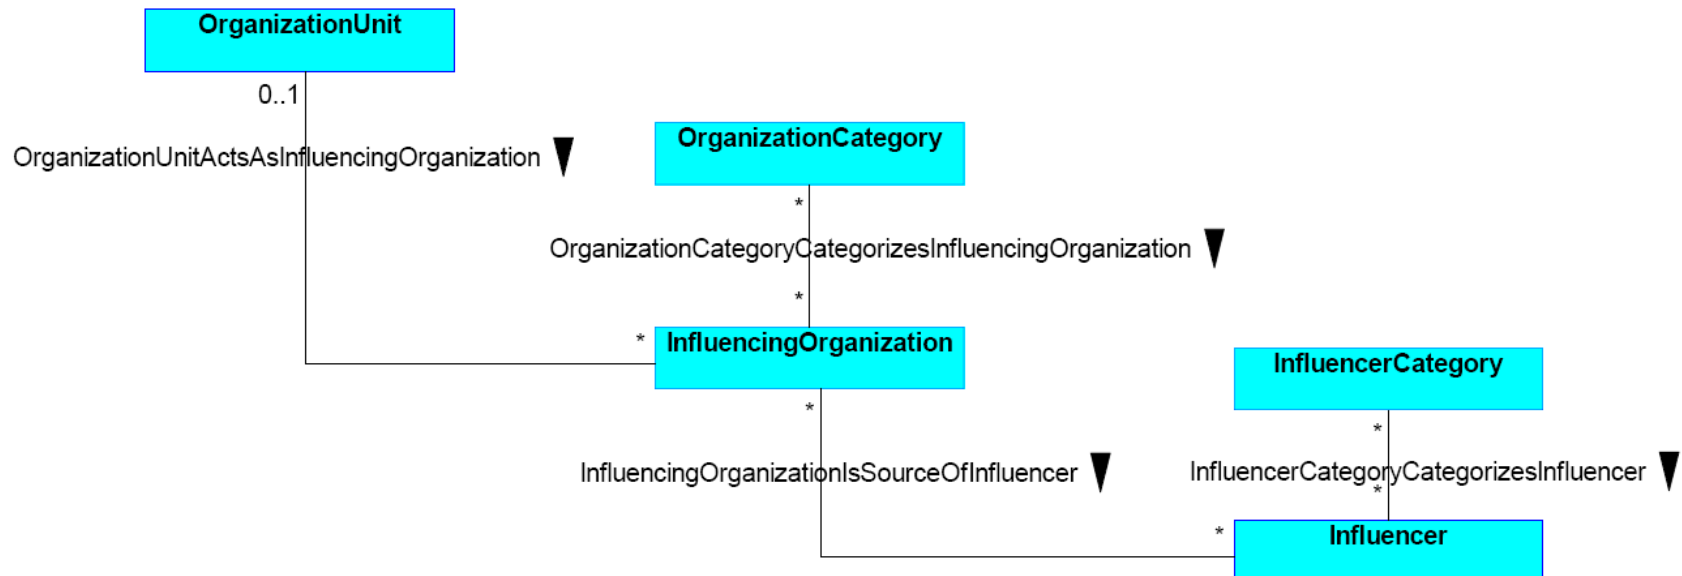 OrganizationUnit
0..1
OrganizationUnitActsAsInfluencingOrganization
OrganizationCategory
*
OrganizationCategoryCategorizesInfluencingOrganization
*
*
InfluencingOrganization
InfluencerCategory
*
*
InfluencingOrganizationIsSourceOfInfluencer
InfluencerCategoryCategorizesInfluencer
*
*
Influencer